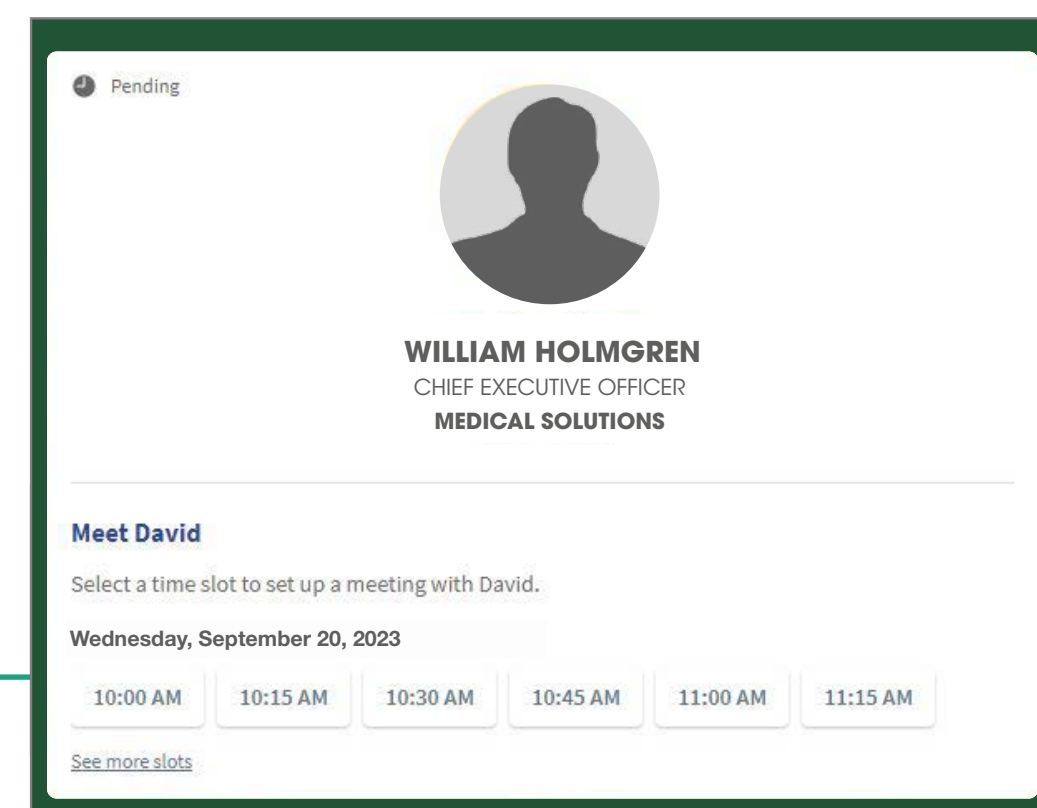 Pending
WILLIAM HOLMGREN
CHIEF EXECUTIVE OFFICER
MEDICAL SOLUTIONS
Meet David
Select a time slot to set up a meeting with David.
Wednesday, September 20, 2023
10:00 AM 10:15 AM 10:30 AM 10:45 AM 11:00 AM 11:15 AM
See more slots